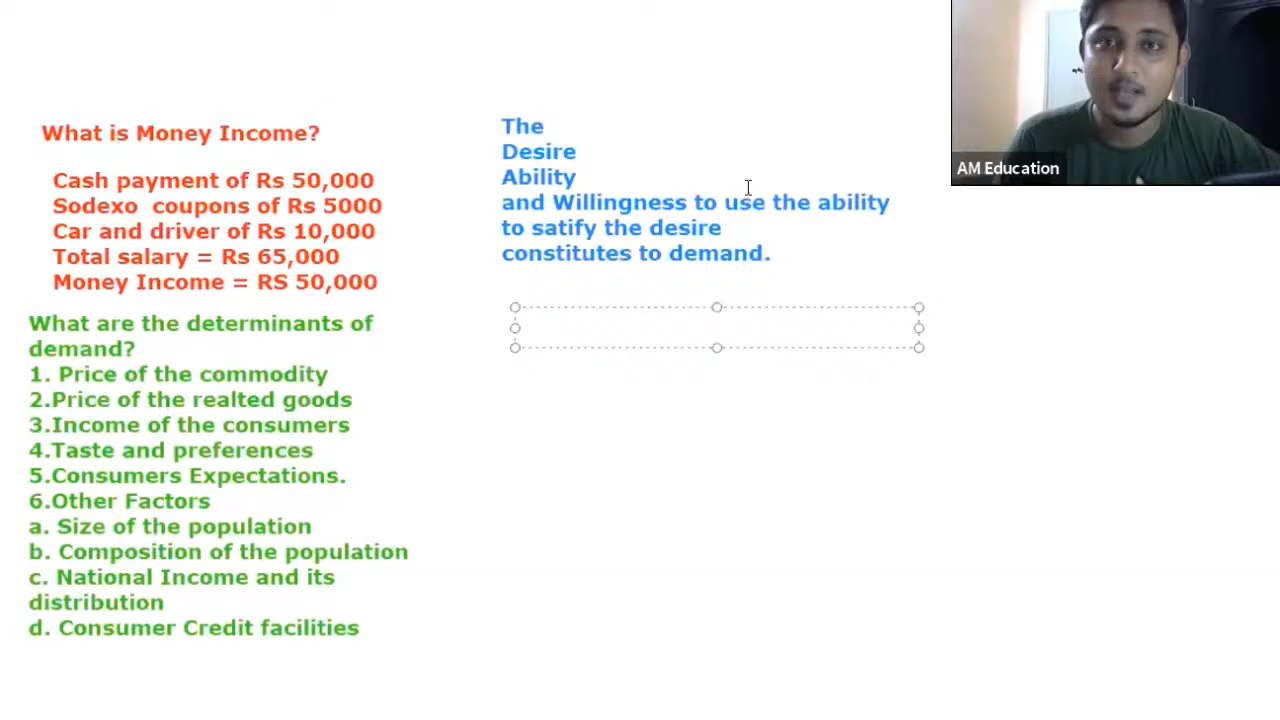 What is Money Income?
Cash payment of Rs 50,000
Sodexo coupons of Rs 5000
Car and driver of Rs 10,000
Total salary = Rs 65,000
Money Income = RS 50,000
What are the determinants of
demand?
1. Price of the commodity
2.Price of the realted goods
3.Income of the consumers
4.Taste and preferences
5.Consumers Expectations.
6.Other Factors
a. Size of the population
b. Composition of the population
c. National Income and its
distribution
d. Consumer Credit facilities
The
Desire
Ability
and Willingness to use the ability
to satify the desire
constitutes to demand.
AM Education